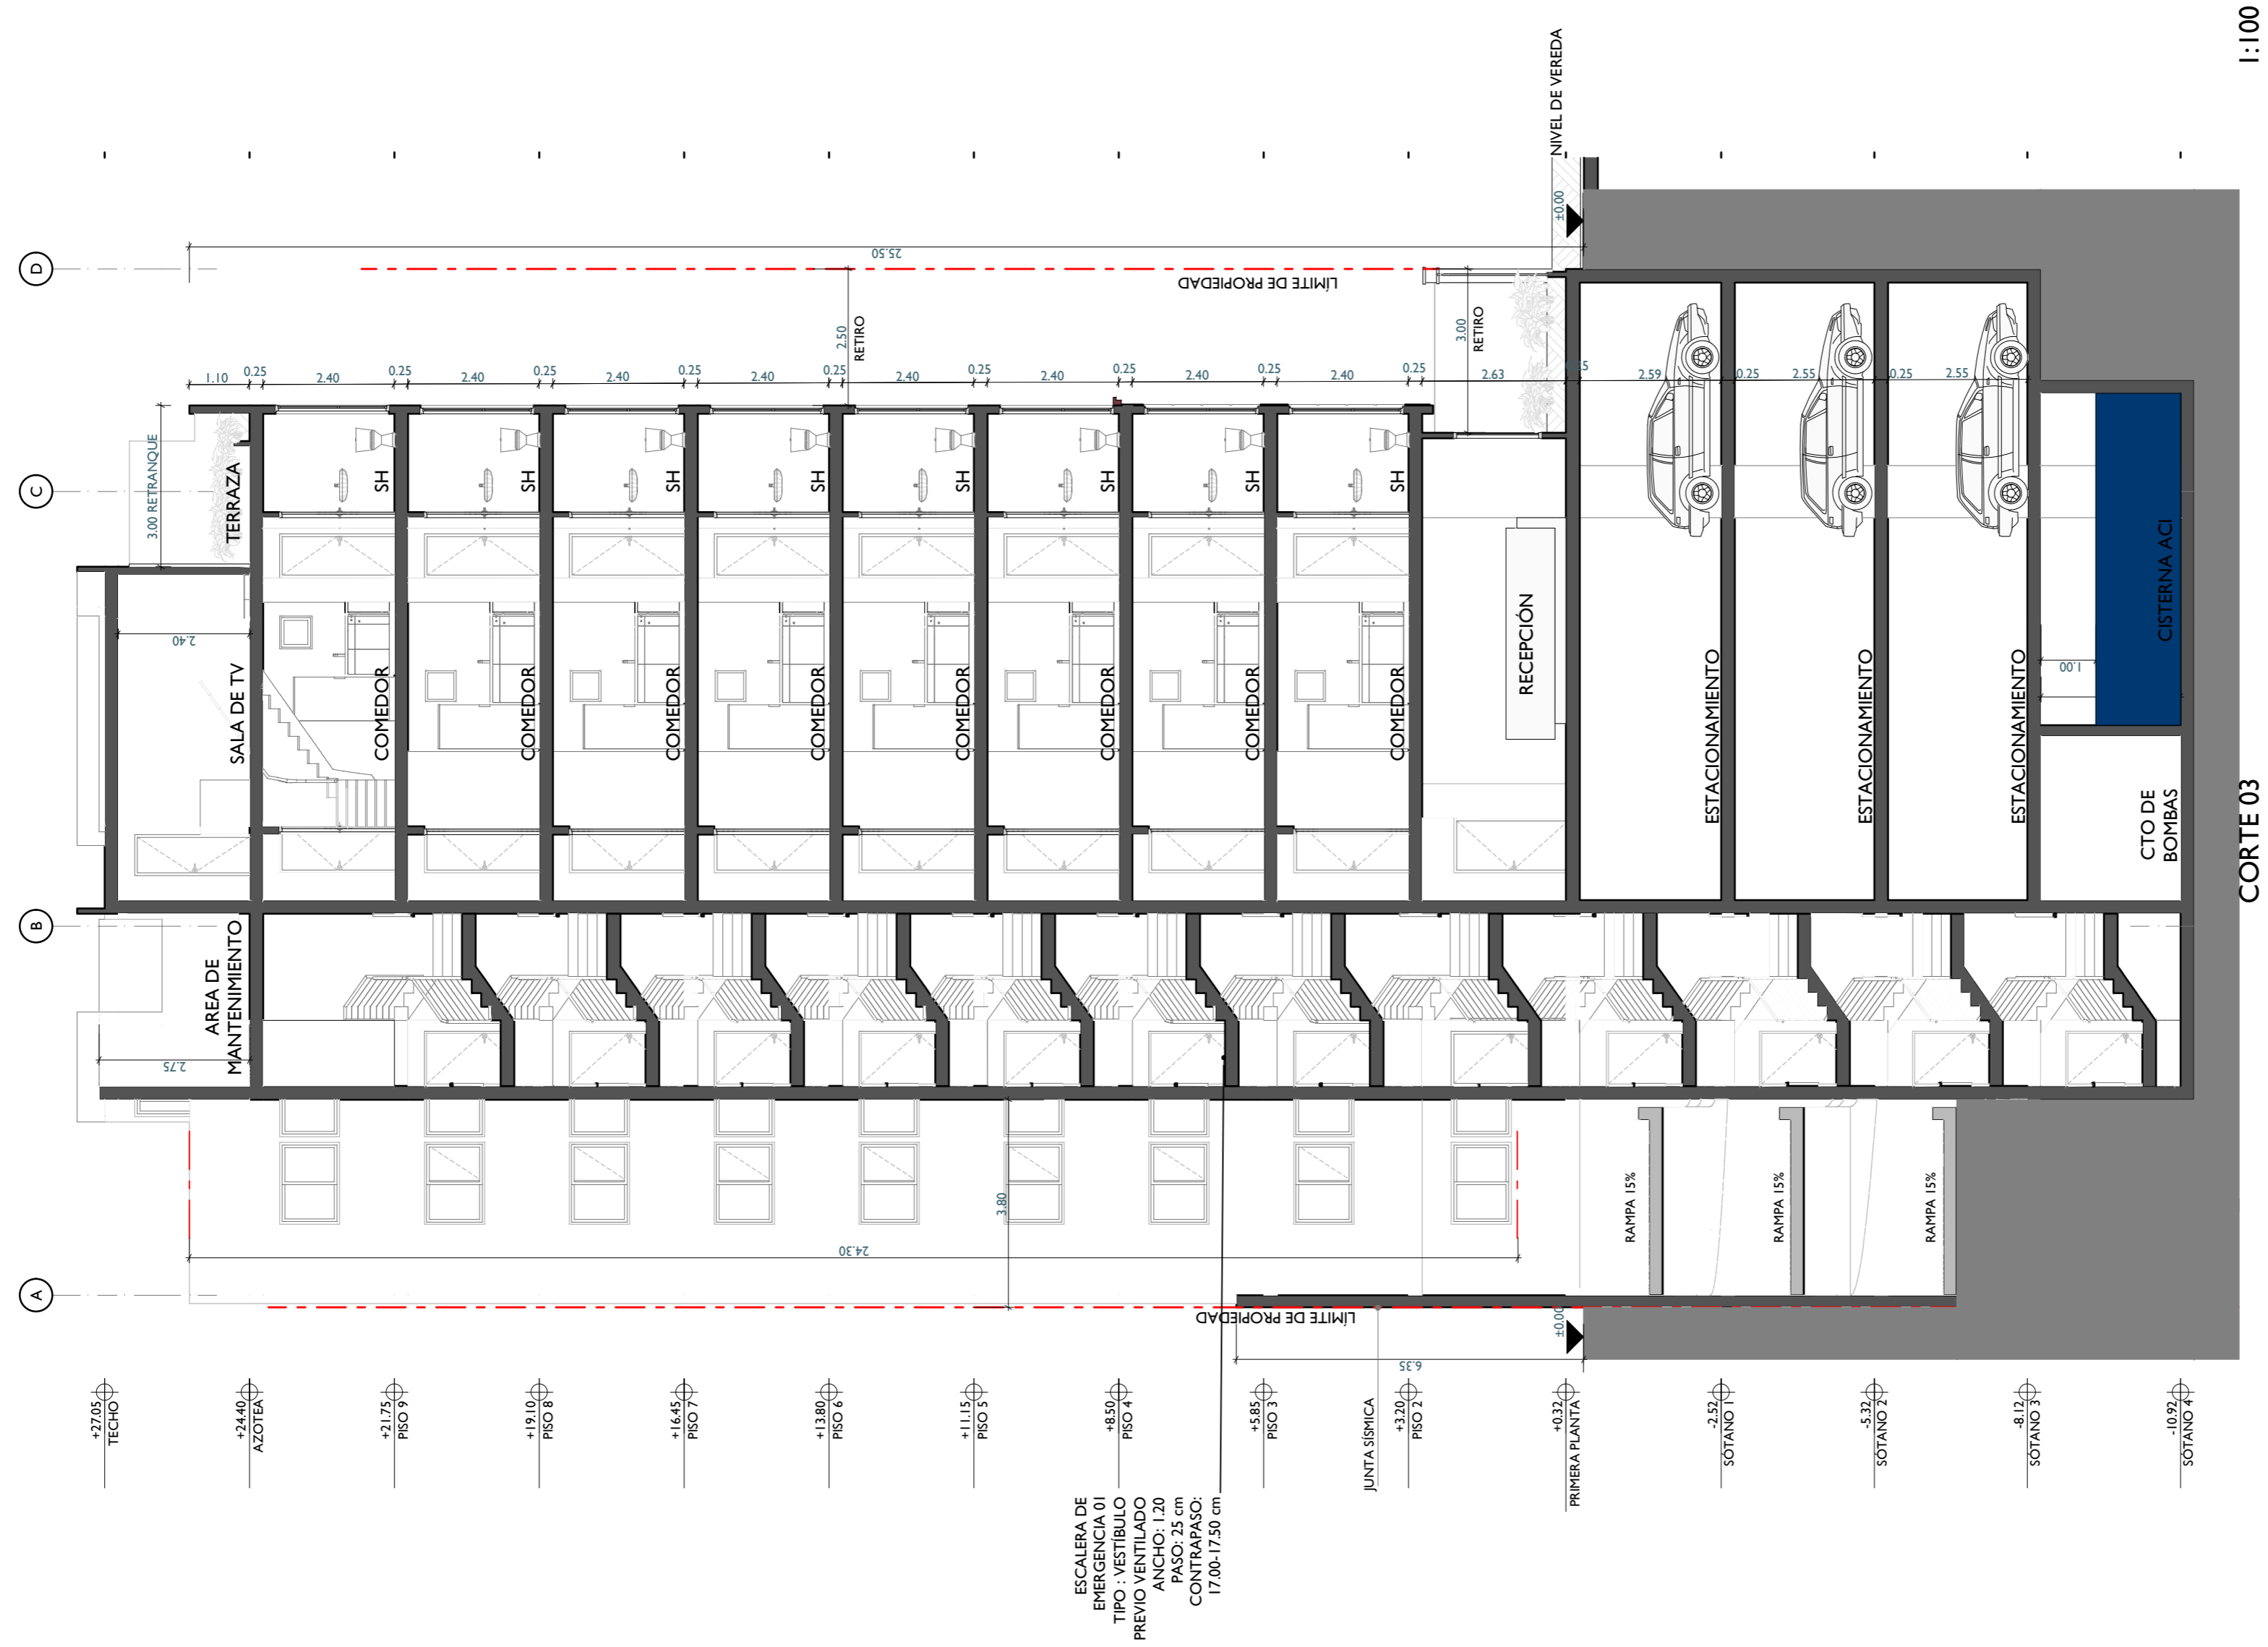 A
B
C
D
+27.05
TECHO
2.75
2.40
3.00 RETRANQUE
AREA DE
MANTENIMIENTO
SALA DE TV
TERRAZA
1.10
0.25
+24.40
AZOTEA
COMEDOR
SH
2.40
0.25
+21.75
PISO 9
COMEDOR
SH
2.40
0.25
+19.10
PISO 8
COMEDOR
SH
2.40
0.25
+16.45
PISO 7
24.30
COMEDOR
SH
2.40
0.25
2.50
RETIRO
25.50
+13.80
PISO 6
3.80
COMEDOR
SH
2.40
0.25
+11.15
PISO 5
COMEDOR
SH
2.40
0.25
+8.50
PISO 4
COMEDOR
SH
2.40
0.25
+5.85
PISO 3
ESCALERA DE
EMERGENCIA 01
TIPO : VESTÍBULO
PREVIO VENTILADO
ANCHO: 1.20
PASO: 25 cm
CONTRAPASO:
17.00-17.50 cm
LÍMITE DE PROPIEDAD
LÍMITE DE PROPIEDAD
COMEDOR
SH
2.40
0.25
JUNTA SÍSMICA
6.35
+3.20
PISO 2
RECEPCIÓN
2.63
3.00
RETIRO
±0.00
±0.00
NIVEL DE VEREDA
+0.32
PRIMERA PLANTA
RAMPA 15%
ESTACIONAMIENTO
2.59
0.25
-2.52
SÓTANO 1
RAMPA 15%
ESTACIONAMIENTO
2.55
0.25
-5.32
SÓTANO 2
RAMPA 15%
ESTACIONAMIENTO
2.55
-8.12
SÓTANO 3
1.00
CTO DE
BOMBAS
CISTERNA ACI
-10.92
SÓTANO 4
CORTE 03
1:100